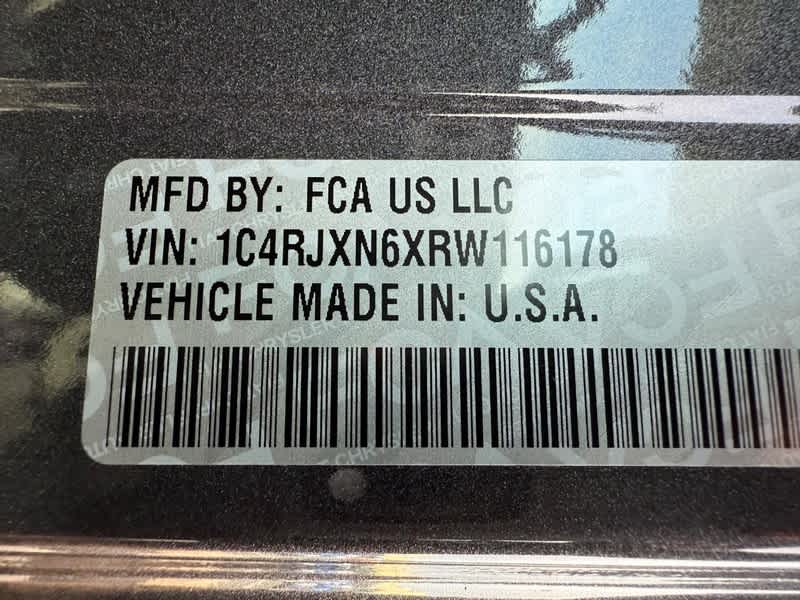 MFD BY: FCA US LLC
VIN: 1C4RJXN6XRW116178
VEHICLE MADE IN: U.S.A.